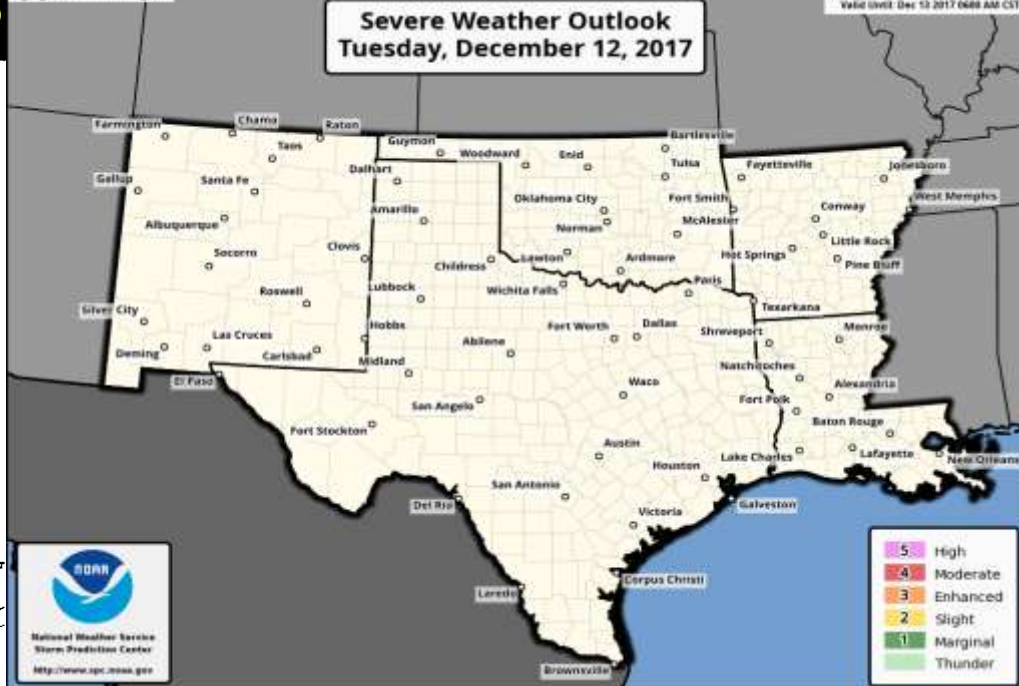 Severe Weather Outlook
Tuesday, December 12, 2017
Valid Until: Dec 13 2017 0600 AM CST
Farmington
Chama
Raton
Guymon
Bartlesville
Taos
Woodward
Enid
Tulsa
Fayetteville
Jonesboro
Gallup
Santa Fe
Dalhart
Oklahoma City
Fort Smith
West Memphis
Albuquerque
Amarillo
Norman
McAlester
Conway
Socorro
Clovis
Childress
Lawton
Ardmore
Hot Springs
Little Rock
Pine Bluff
Roswell
Lubbock
Wichita Falls
Paris
Texarkana
Silver City
Las Cruces
Hobbs
Fort Worth
Dallas
Shreveport
Monroe
Deming
Carlsbad
Midland
Abilene
Natchitoches
El Paso
San Angelo
Waco
Fort Polk
Alexandria
Fort Stockton
Baton Rouge
Austin
Houston
Lake Charles
Lafayette
New Orleans
Del Rio
San Antonio
Victoria
Galveston
Laredo
Corpus Christi
Brownsville
NOAA
National Weather Service
Storm Prediction Center
http://www.spc.noaa.gov
5 High
4 Moderate
3 Enhanced
2 Slight
1 Marginal
Thunder